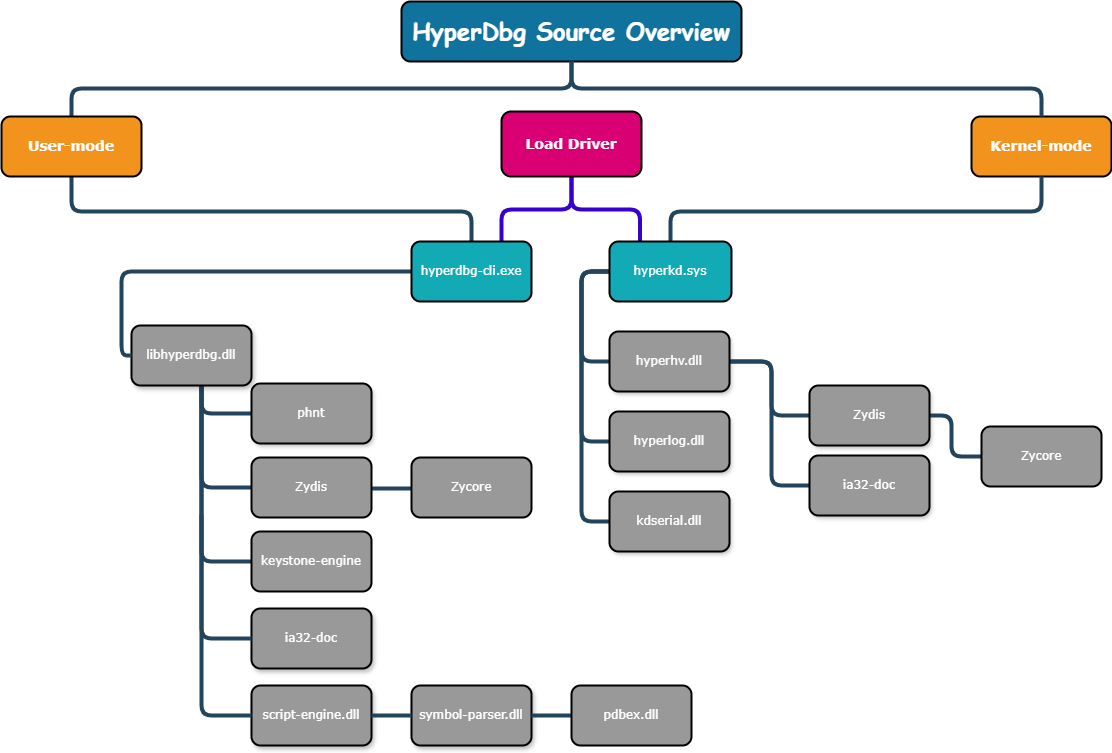 HyperDbg Source Overview
User-mode
Load Driver
Kernel-mode
hyperdbg-cli.exe
hyperkd.sys
libhyperdbg.dll
phnt
Zydis
Zycore
keystone-engine
ia32-doc
script-engine.dll
symbol-parser.dll
pdbex.dll
hyperhv.dll
hyperlog.dll
kdserial.dll
Zydis
Zycore
ia32-doc